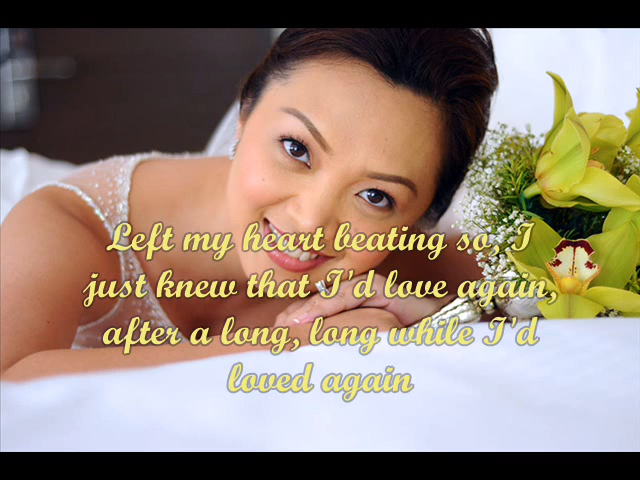 Left my heart beating so, I
just knew that I'd love again,
after a long, long while I'd
loved again